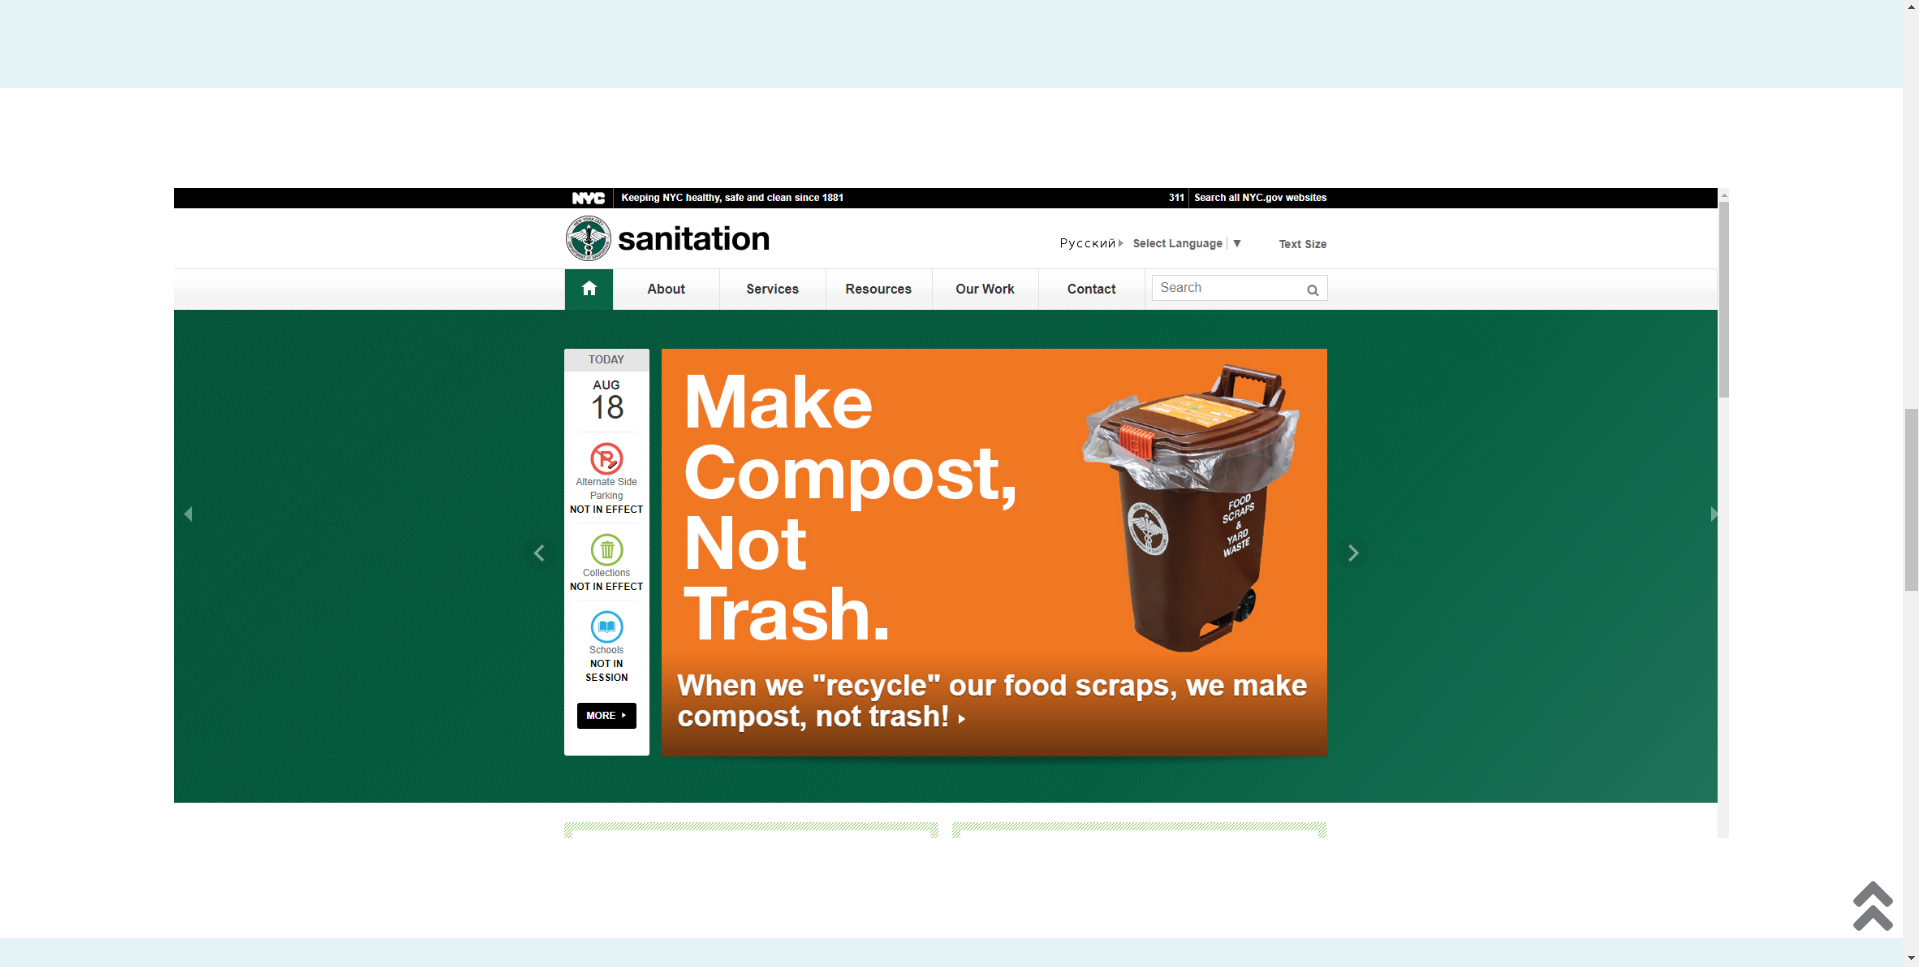 NYC
Keeping NYC healthy, safe and clean since 1881
311
Search all NYC.gov websites
sanitation
Русский
Select Language
▼
Text Size
About
Services
Resources
Our Work
Contact
Search
TODAY
AUG
18
Alternate Side
Parking
NOT IN EFFECT
Collections
NOT IN EFFECT
Schools
NOT IN
SESSION
MORE
Make
Compost,
Not
Trash.
FOOD
SCRAPS
&
YARD
WASTE
When we "recycle" our food scraps, we make
compost, not trash!